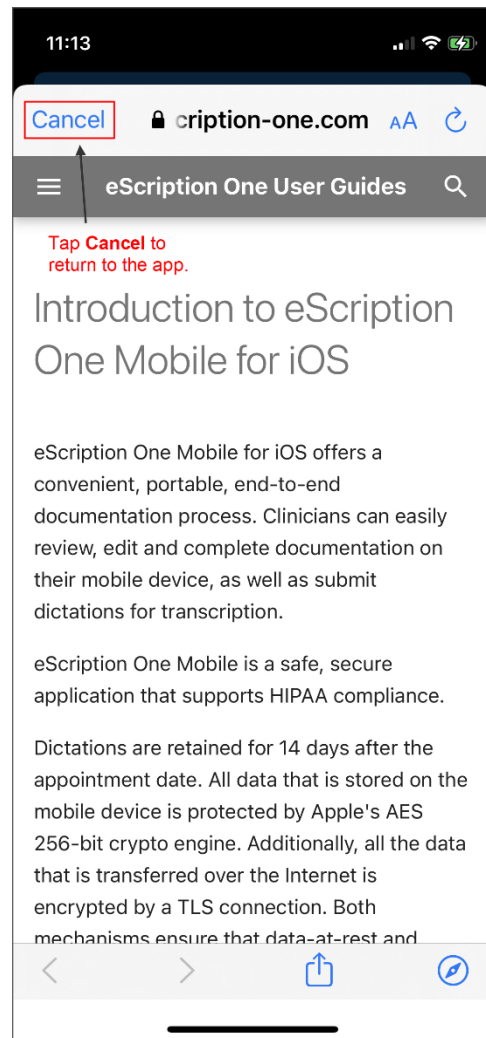 11:13
Cancel
cription-one.com
AA
eScription One User Guides
Tap Cancel to
return to the app.
Introduction to eScription
One Mobile for iOS
eScription One Mobile for iOS offers a
convenient, portable, end-to-end
documentation process. Clinicians can easily
review, edit and complete documentation on
their mobile device, as well as submit
dictations for transcription.
eScription One Mobile is a safe, secure
application that supports HIPAA compliance.
Dictations are retained for 14 days after the
appointment date. All data that is stored on the
mobile device is protected by Apple's AES
256-bit crypto engine. Additionally, all the data
that is transferred over the Internet is
encrypted by a TLS connection. Both
mechanisms ensure that data-at-rest and